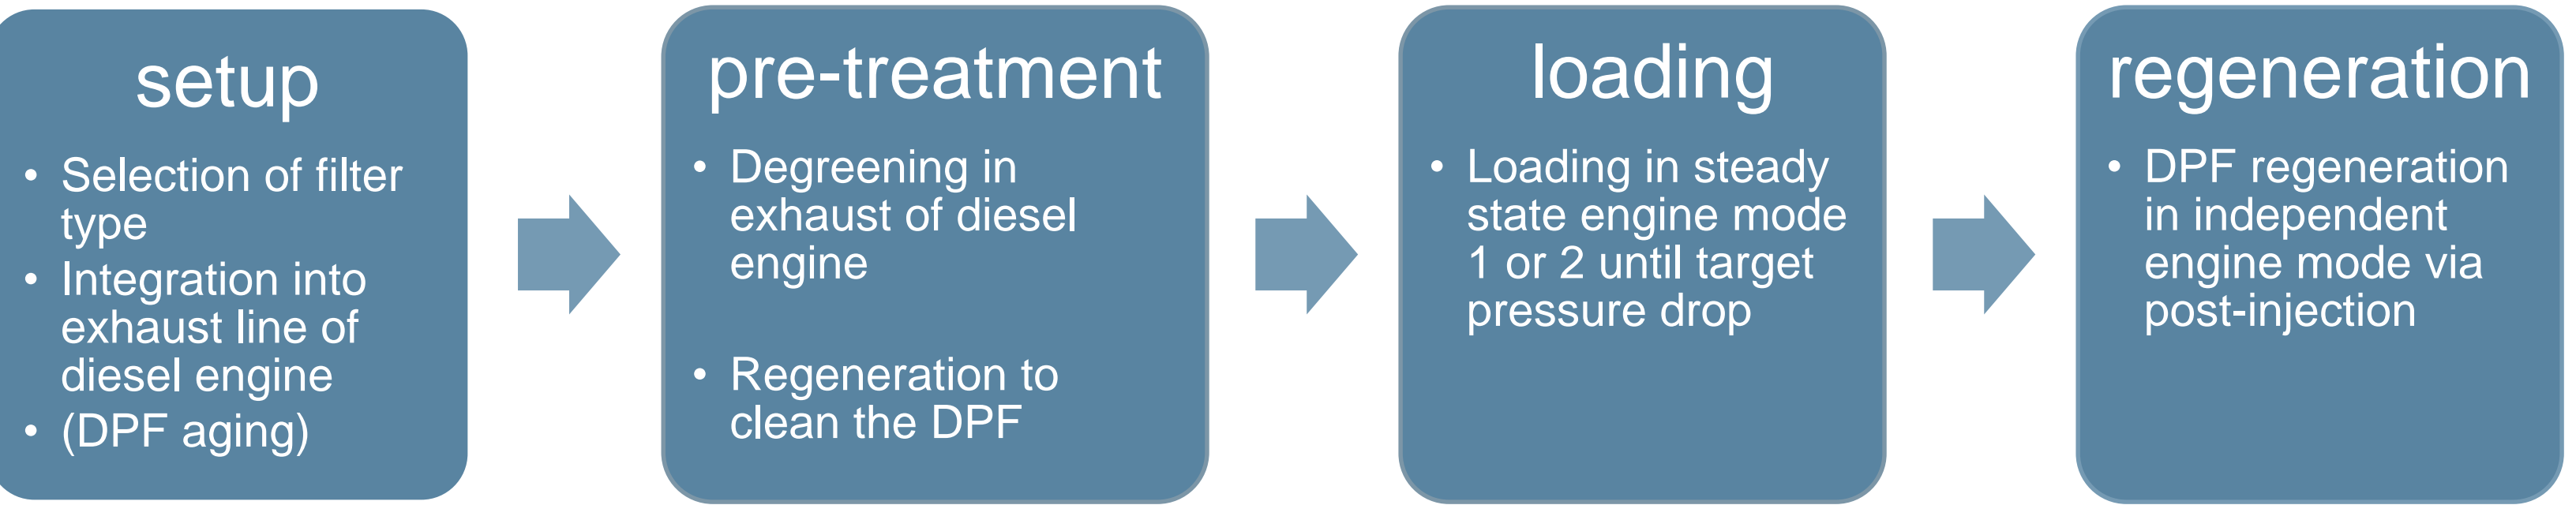 setup
• Selection of filter
type
• Integration into
exhaust line of
diesel engine
• (DPF aging)
pre-treatment
• Degreening in
exhaust of diesel
engine
• Regeneration to
clean the DPF
loading
• Loading in steady
state engine mode
1 or 2 until target
pressure drop
regeneration
• DPF regeneration
in independent
engine mode via
post-injection